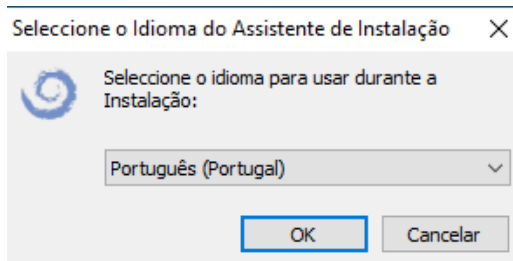 Seleccione o Idioma do Assistente de Instalação
Seleccione o idioma para usar durante a
Instalação:
Português (Portugal)
OK
Cancelar